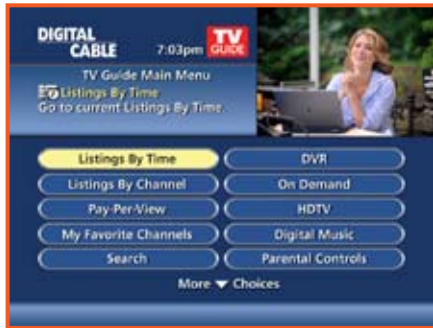 DIGITAL
CABLE
7:03pm
TV
GUIDE
TV Guide Main Menu
Listings By Time
Go to current Listings By Time.
Listings By Time
DVR
Listings By Channel
On Demand
Pay-Per-View
HDTV
My Favorite Channels
Digital Music
Search
Parental Controls
More ▼ Choices